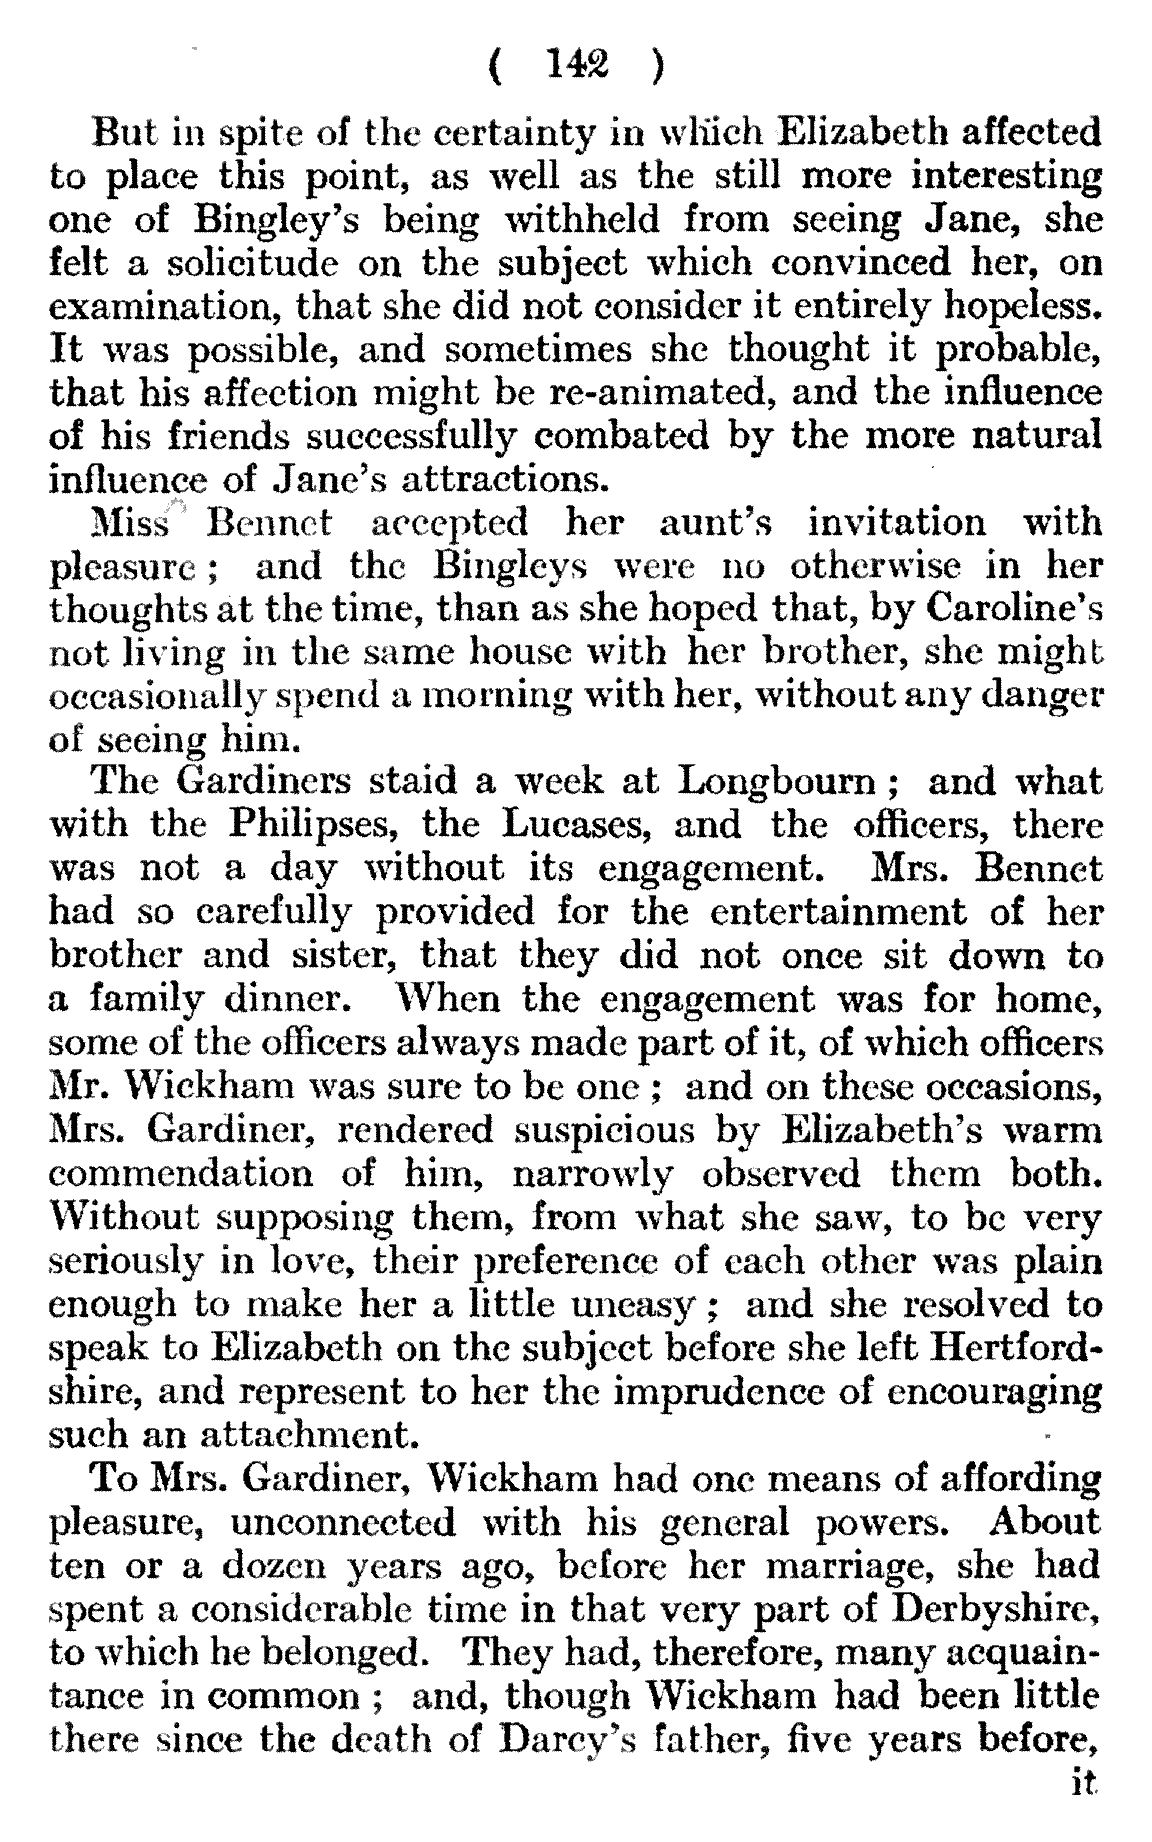 ( 142 )
But in spite of the certainty in which Elizabeth affected
to place this point, as well as the still more interesting
one of Bingley's being withheld from seeing Jane, she
felt a solicitude on the subject which convinced her, on
examination, that she did not consider it entirely hopeless.
It was possible, and sometimes she thought it probable,
that his affection might be re-animated, and the influence
of his friends successfully combated by the more natural
influence of Jane's attractions.
Miss Bennet accepted her aunt's invitation with
pleasure; and the Bingleys were no otherwise in her
thoughts at the time, than as she hoped that, by Caroline's
not living in the same house with her brother, she might
occasionally spend a morning with her, without any danger
of seeing him.
The Gardiners staid a week at Longbourn; and what
with the Philipses, the Lucases, and the officers, there
was not a day without its engagement. Mrs. Bennet
had so carefully provided for the entertainment of her
brother and sister, that they did not once sit down to
a family dinner. When the engagement was for home,
some of the officers always made part of it, of which officers
Mr. Wickham was sure to be one; and on these occasions,
Mrs. Gardiner, rendered suspicious by Elizabeth's warm
commendation of him, narrowly observed them both.
Without supposing them, from what she saw, to be very
seriously in love, their preference of each other was plain
enough to make her a little uneasy; and she resolved to
speak to Elizabeth on the subject before she left Hertford-
shire, and represent to her the imprudence of encouraging
such an attachment.
To Mrs. Gardiner, Wickham had one means of affording
pleasure, unconnected with his general powers. About
ten or a dozen years ago, before her marriage, she had
spent a considerable time in that very part of Derbyshire,
to which he belonged. They had, therefore, many acquain-
tance in common; and, though Wickham had been little
there since the death of Darcy's father, five years before,
it